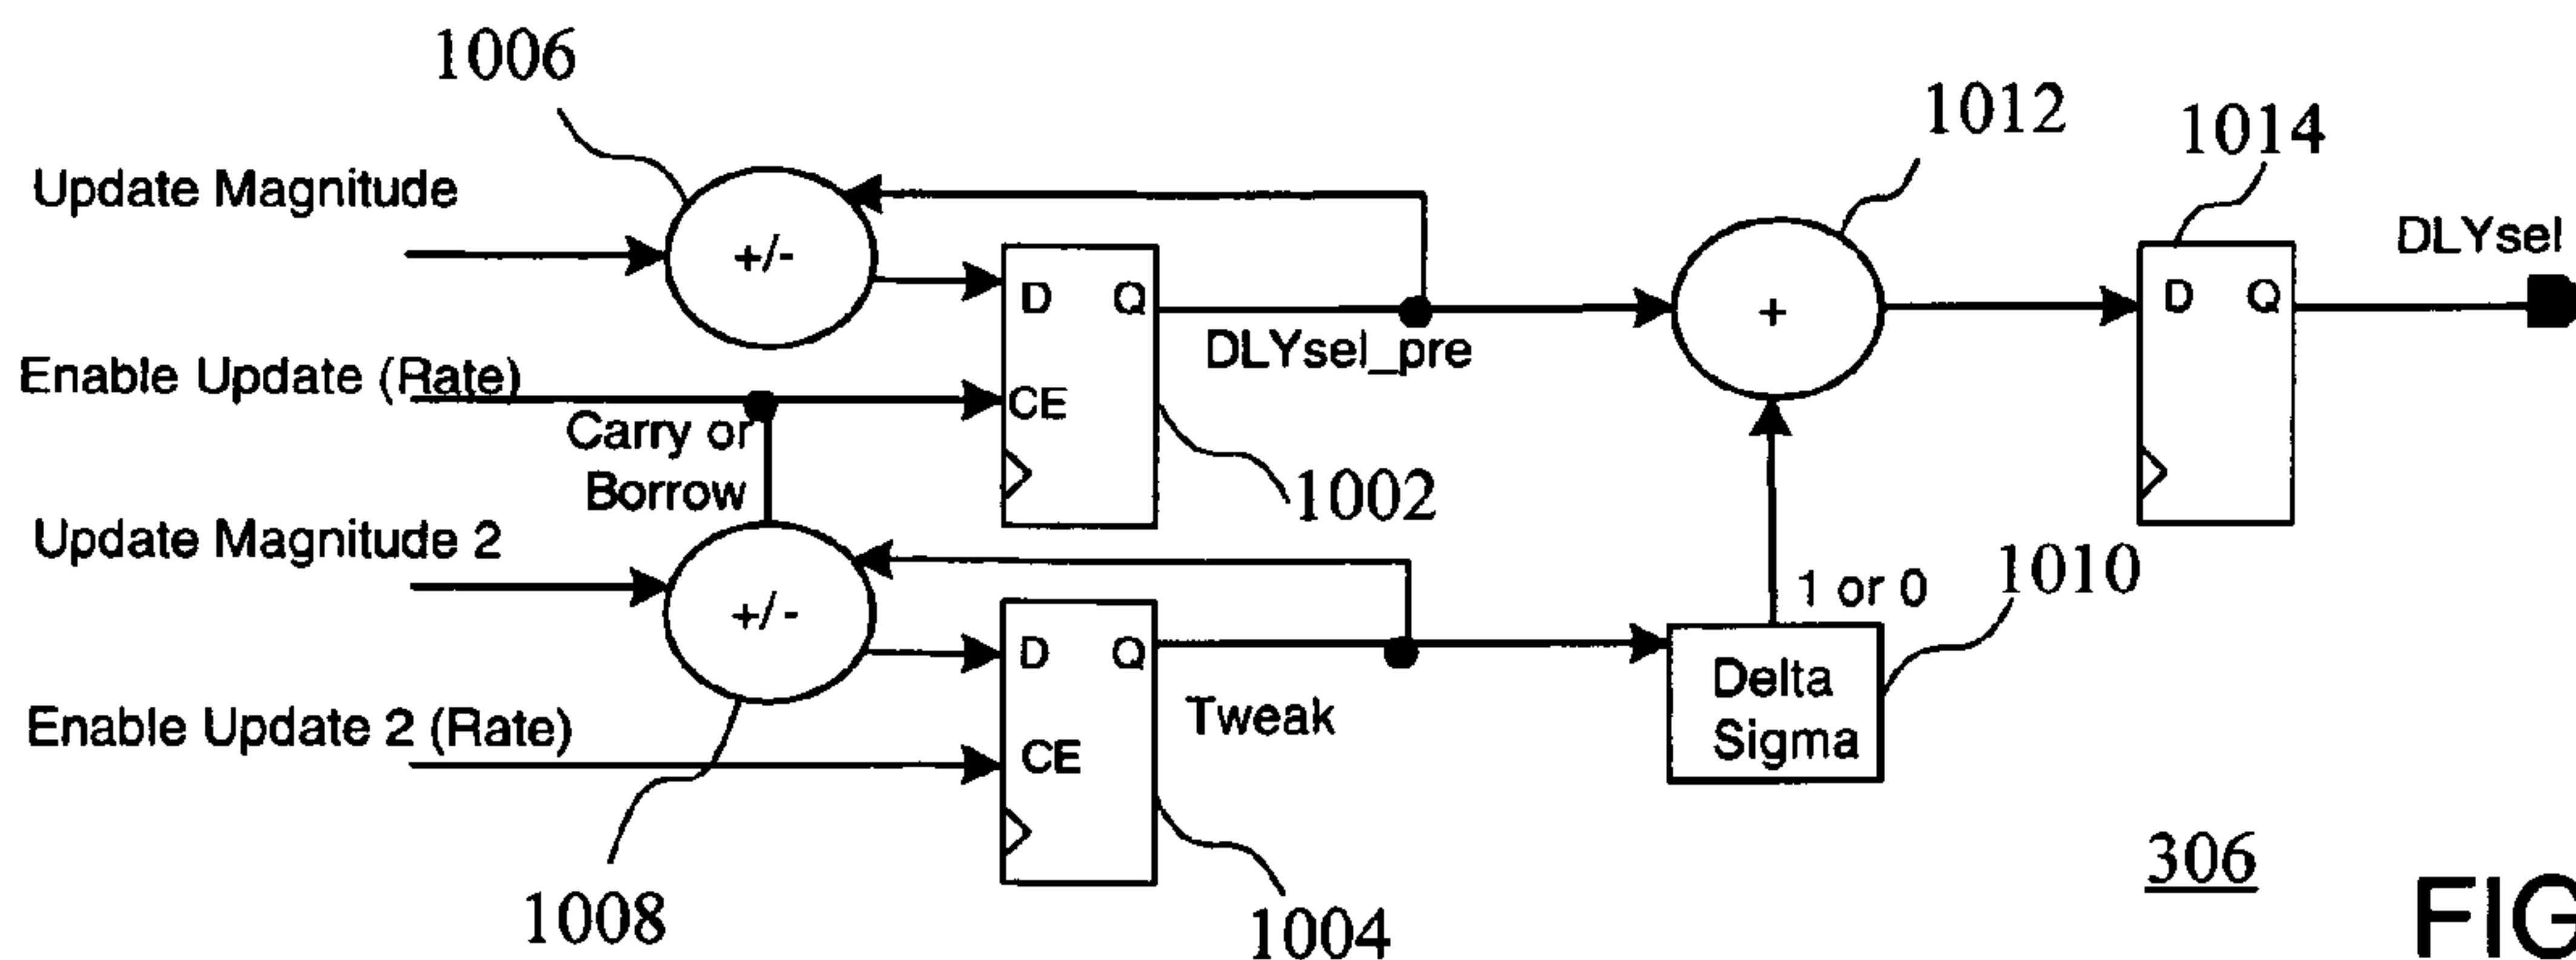 1006
1012
1014
Update Magnitude
+/-
DLYsel
D Q
+
D Q
DLYsel_pre
Enable Update (Rate)
CE
Carry or
Borrow
1002
Update Magnitude 2
1 or 0
1010
+/-
D Q
Delta
Sigma
Tweak
Enable Update 2 (Rate)
CE
306
1008
1004
FIG